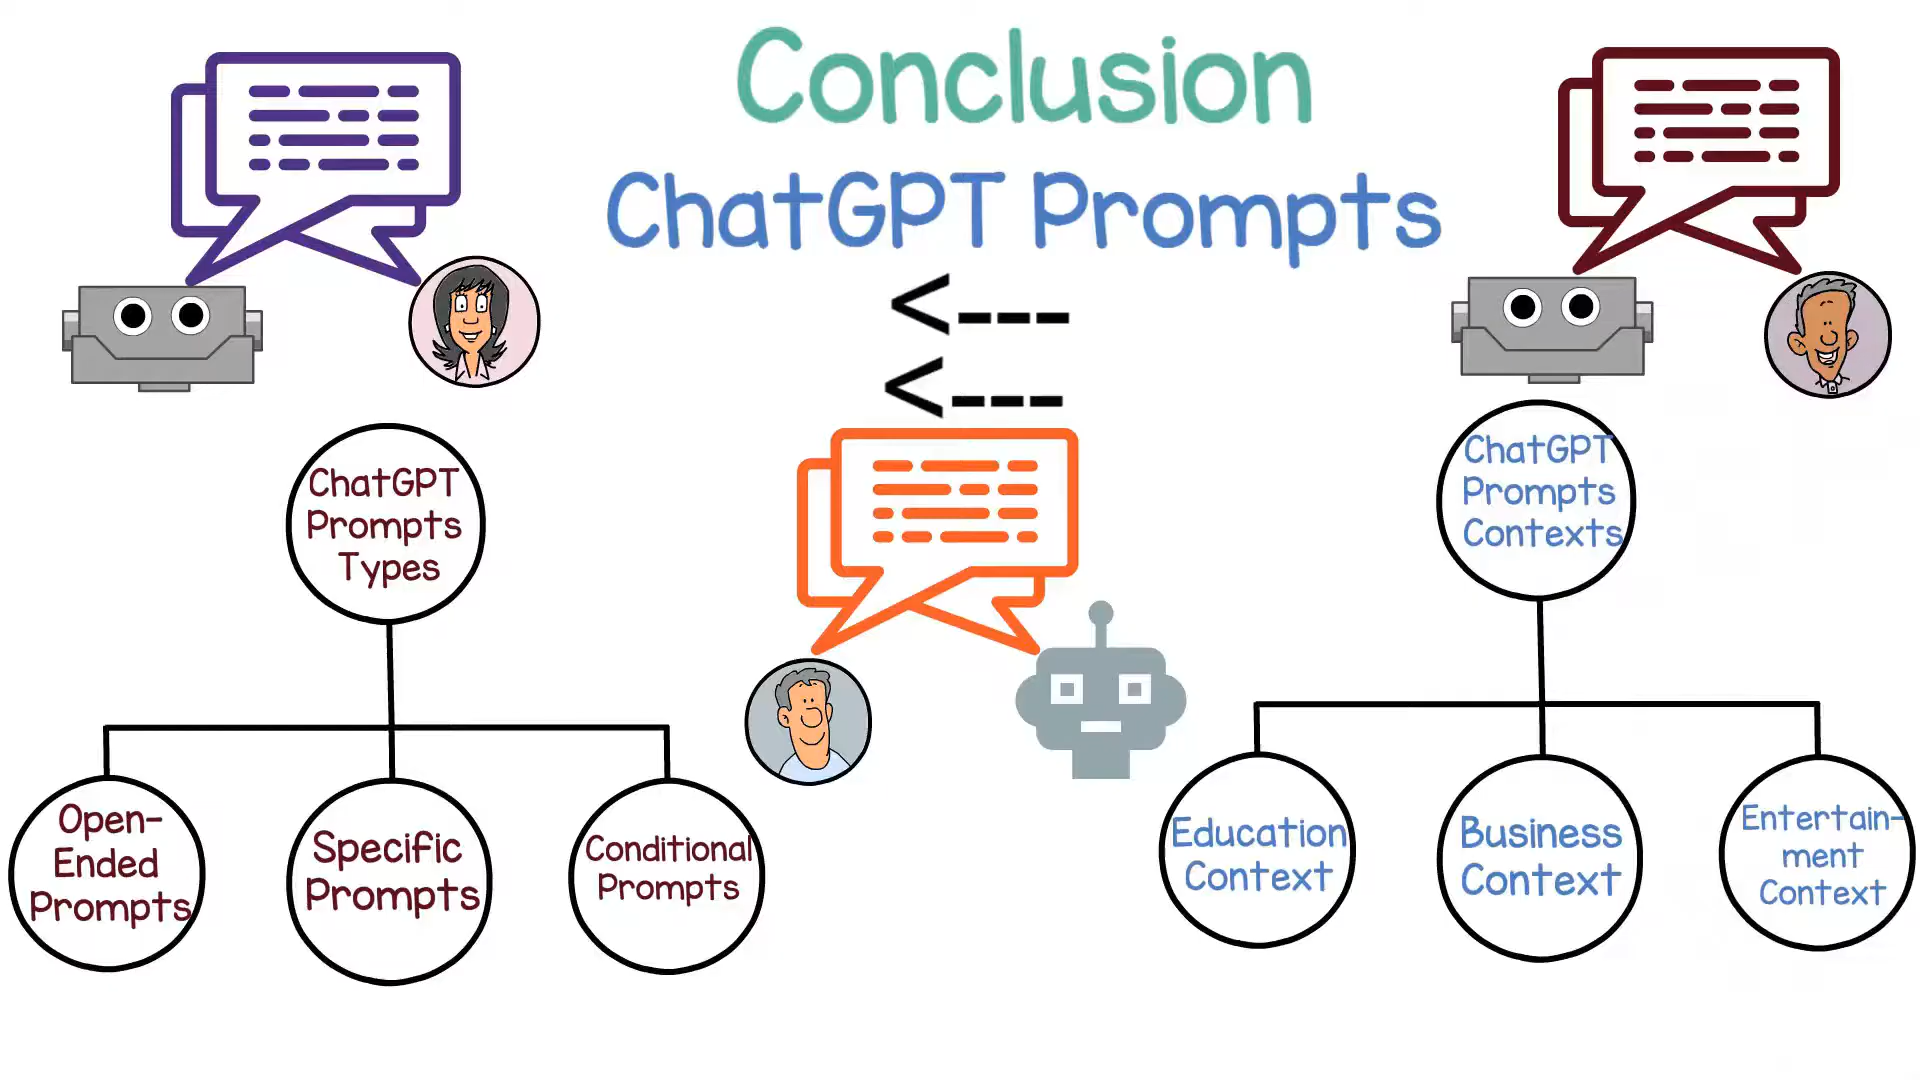 Conclusion
ChatGPT Prompts
<---
<---
ChatGPT
Prompts
Types
Open-
Ended
Prompts
Specific
Prompts
Conditional
Prompts
ChatGPT
Prompts
Contexts
Education
Context
Business
Context
Entertain-
ment
Context